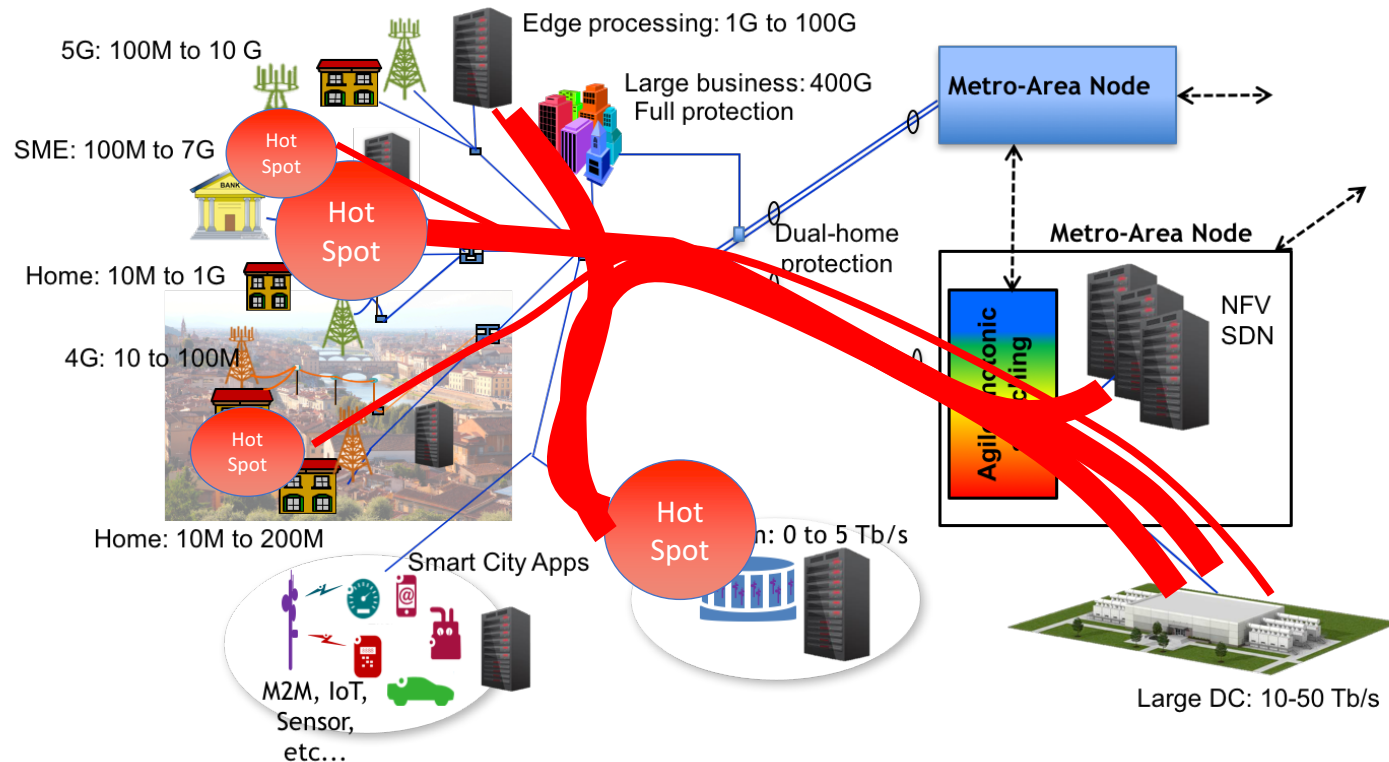 Edge processing: 1G to 100G
5G: 100M to 10 G
Large business: 400G
Full protection
Metro-Area Node
Hot
Spot
SME: 100M to 7G
BANK
Hot
Spot
Dual-home
protection
Metro-Area Node
Home: 10M to 1G
NFV
SDN
4G: 10 to 100M
Agile
Hot
Spot
Home: 10M to 200M
Hot
Spot
: 0 to 5 Tb/s
Smart City Apps
@
M2M, IoT,
Sensor,
etc...
Large DC: 10-50 Tb/s